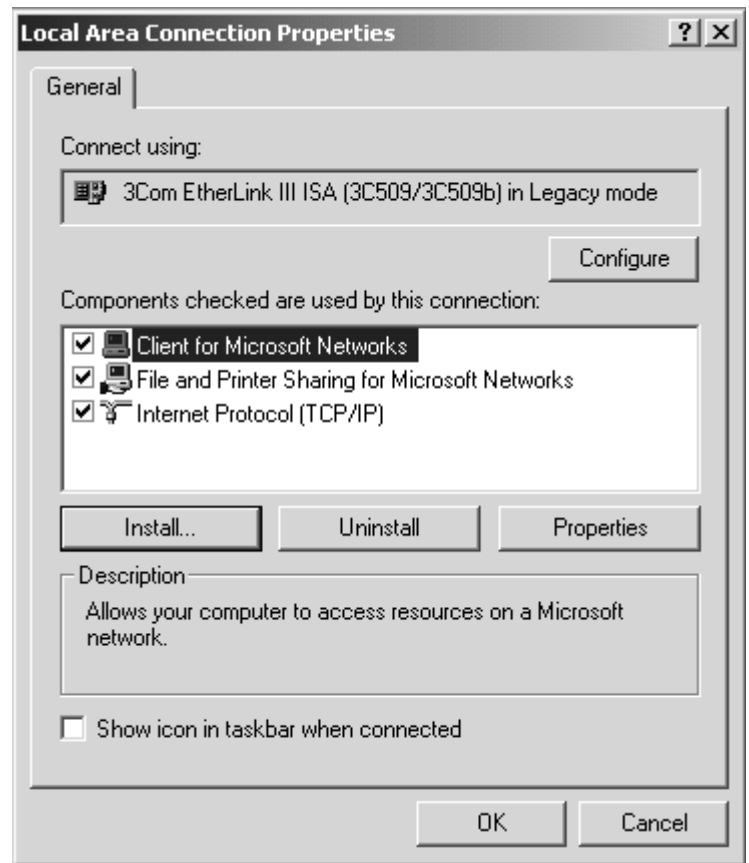 Local Area Connection Properties
General
Connect using:
3Com EtherLink III ISA (3C509/3C509b) in Legacy mode
Configure
Components checked are used by this connection:
Client for Microsoft Networks
File and Printer Sharing for Microsoft Networks
Internet Protocol (TCP/IP)
Install...
Uninstall
Properties
Description
Allows your computer to access resources on a Microsoft
network.
Show icon in taskbar when connected
OK
Cancel